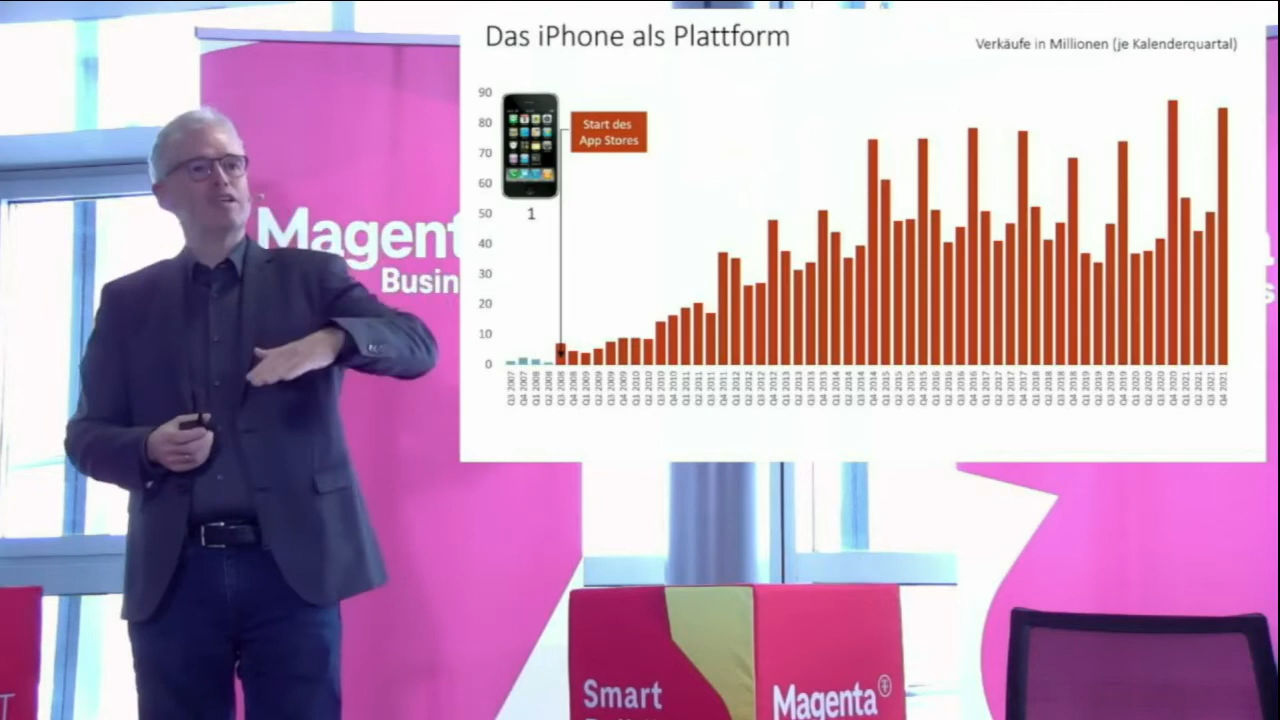 Das iPhone als Plattform
Verkäufe in Millionen (je Kalenderquartal)
90
80
70
60
50
40
30
20
10
0
Start des
App Stores
1
Q3 2007
Q4 2007
Q1 2008
Q2 2008
Q3 2008
Q4 2008
Q1 2009
Q2 2009
Q3 2009
Q4 2009
Q1 2010
Q2 2010
Q3 2010
Q4 2010
Q1 2011
Q2 2011
Q3 2011
Q4 2011
Q1 2012
Q2 2012
Q3 2012
Q4 2012
Q1 2013
Q2 2013
Q3 2013
Q4 2013
Q1 2014
Q2 2014
Q3 2014
Q4 2014
Q1 2015
Q2 2015
Q3 2015
Q4 2015
Q1 2016
Q2 2016
Q3 2016
Q4 2016
Q1 2017
Q2 2017
Q3 2017
Q4 2017
Q1 2018
Q2 2018
Q3 2018
Q4 2018
Q1 2019
Q2 2019
Q3 2019
Q4 2019
Q1 2020
Q2 2020
Q3 2020
Q4 2020
Q1 2021
Q2 2021
Q3 2021
Q4 2021
Magent
Busin
Smart
Magenta
T